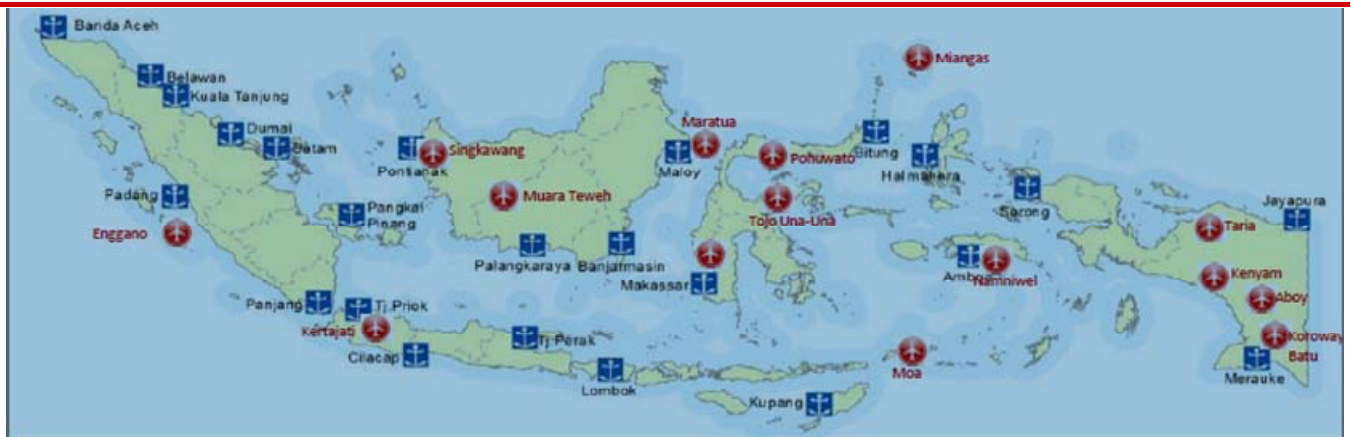 Banda Aceh
Miangas
Belawan
Kuala Tanjung
Maratua
Dumai
Batam
Singkawang
Pohuwato
Bitung
Pontianak
Maloy
Halmahera
Padang
Muara Teweh
Sorong
Jayapura
Pangkal
Pinang
Tojo Una-Una
Enggano
Taria
Palangkaraya
Banjarmasin
Makassar
Ambon
Namniwel
Kenyam
Panjang
Tj Priok
Aboy
Kertajati
Tj Perak
Koroway
Batu
Cilacap
Moa
Merauke
Lombok
Kupang